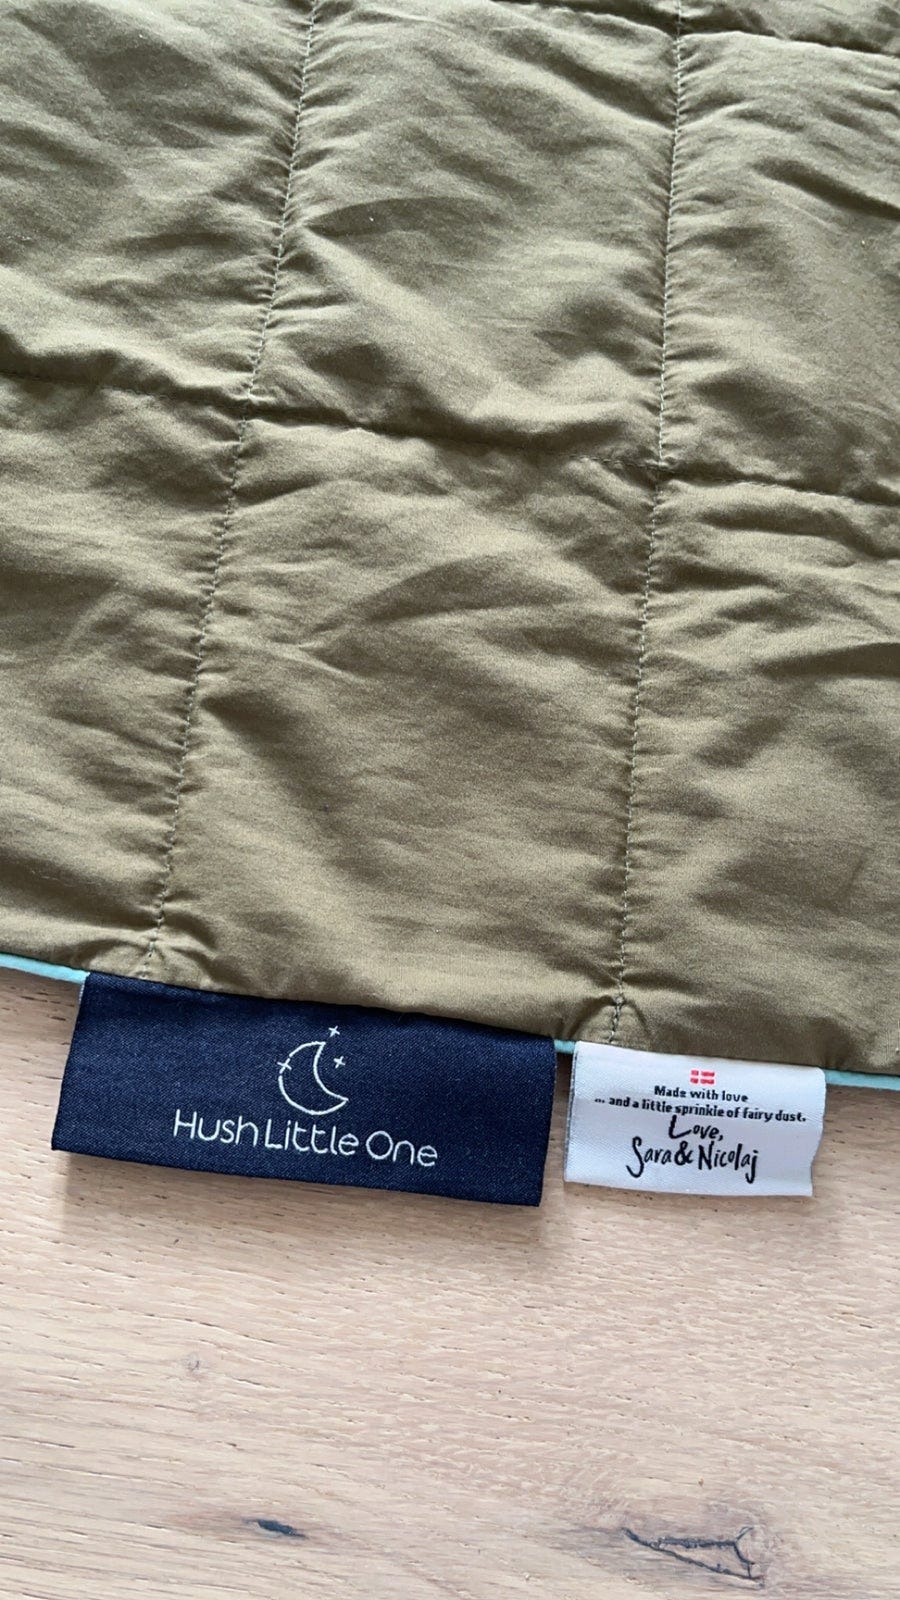 Hush Little One
Made with love
... and a little sprinkle of fairy dust.
Love,
Sara & Nicolaj